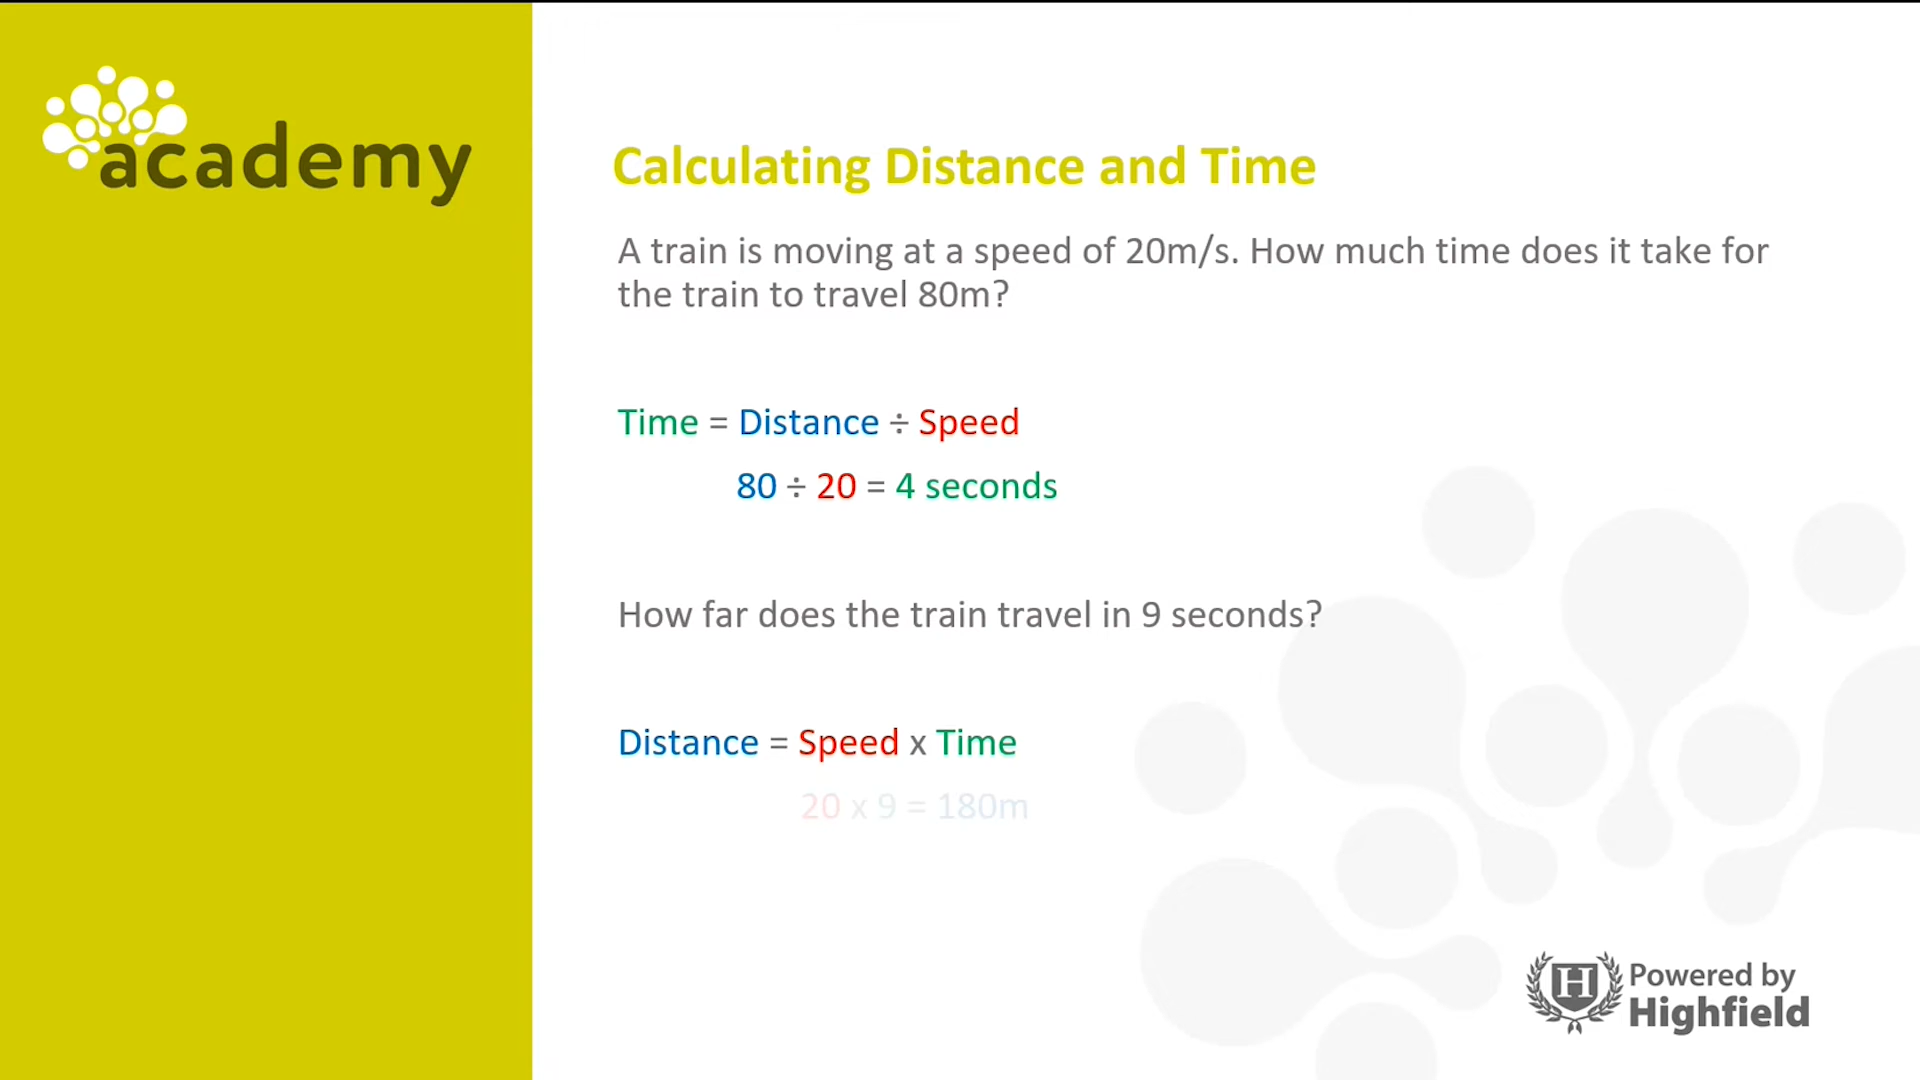 academy
Calculating Distance and Time
A train is moving at a speed of 20m/s. How much time does it take for
the train to travel 80m?
Time = Distance ÷ Speed
80 ÷ 20 = 4 seconds
How far does the train travel in 9 seconds?
Distance = Speed x Time
20 x 9 = 180m
H
Powered by
Highfield